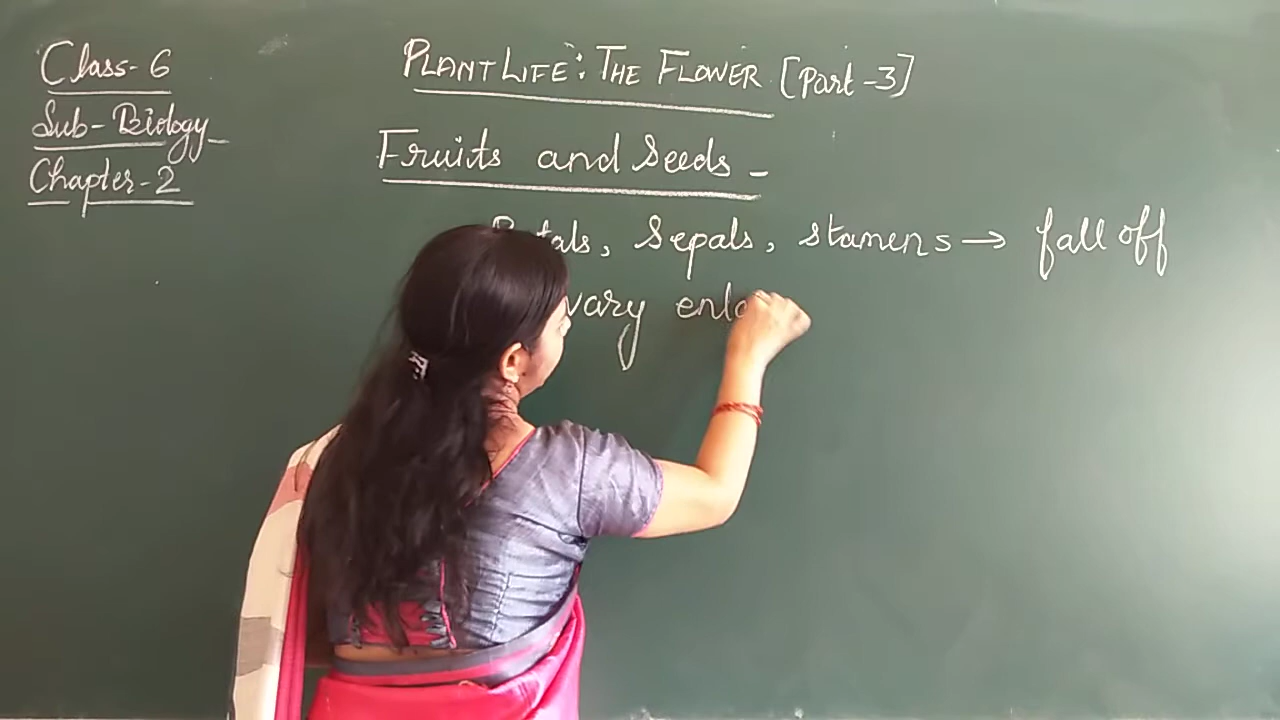 Class-6
Sub-Biology
Chapter-2
PLANT LIFE: THE FLOWER [Part-3]
Fruits and Seeds -
Petals, Sepals, stamens → fall off